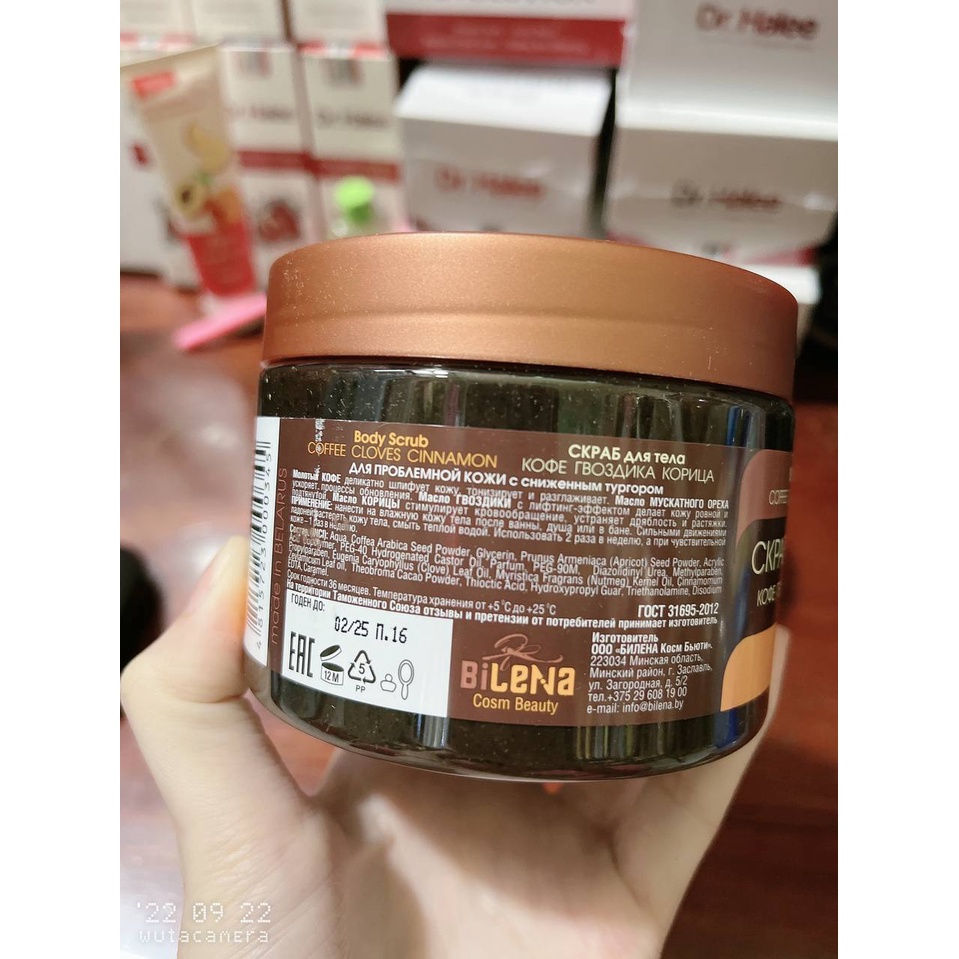 Dr. Halee
Dr. Halee
Dr. Halee
Dr. Halee
Body Scrub
COFFEE CLOVES CINNAMON
СКРАБ для тела
КОФЕ ГВОЗДИКА КОРИЦА
ДЛЯ ПРОБЛЕМНОЙ КОЖИ с сниженным тургором
Молотый КОФЕ деликатно шлифует кожу, тонизирует и разглаживает. Масло МУСКАТНОГО ОРЕХА
ускоряет процессы обновления. Масло ГВОЗДИКИ с лифтинг-эффектом делает кожу ровной и
подтянутой. Масло КОРИЦЫ стимулирует кровообращение, устраняет дряблость и растяжки.
ПРИМЕНЕНИЕ: нанести на влажную кожу тела после ванны, душа или в бане. Сильными движениями
ладоней растереть кожу тела, смыть теплой водой. Использовать 2 раза в неделю, а при чувствительной
коже – 1 раз в неделю.
Состав (INCI): Aqua, Coffea Arabica Seed Powder, Glycerin, Prunus Armeniaca (Apricot) Seed Powder, Acrylic
PEG-40 Hydrogenated Castor Oil, Parfum, PEG-90M, Diazolidinyl Urea, Methylparaben,
Propylparaben, Eugenia Caryophyllus (Clove) Leaf Oil, Myristica Fragrans (Nutmeg) Kernel Oil, Cinnamomum
Zeylanicum Leaf oil, Theobroma Cacao Powder, Thioctic Acid, Hydroxypropyl Guar, Triethanolamine, Disodium
EDTA, Caramel.
Срок годности 36 месяцев. Температура хранения от +5°С до +25°С
ГОСТ 31695-2012
На территории Таможенного Союза отзывы и претензии от потребителей принимает изготовитель
ГОДЕН ДО:
02/25 П.16
EAC
12 M
5
PP
BiLENA
Cosm Beauty
Изготовитель
ООО «БИЛЕНА Косм Бьюти».
223034 Минская область,
Минский район, г. Заславль,
ул. Загородная, д. 5/2
тел.+375 29 608 19 00
e-mail: info@bilena.by
made in BELARUS
COFFEE
СКРА
КОФЕ
'22 09 22
wutacamera